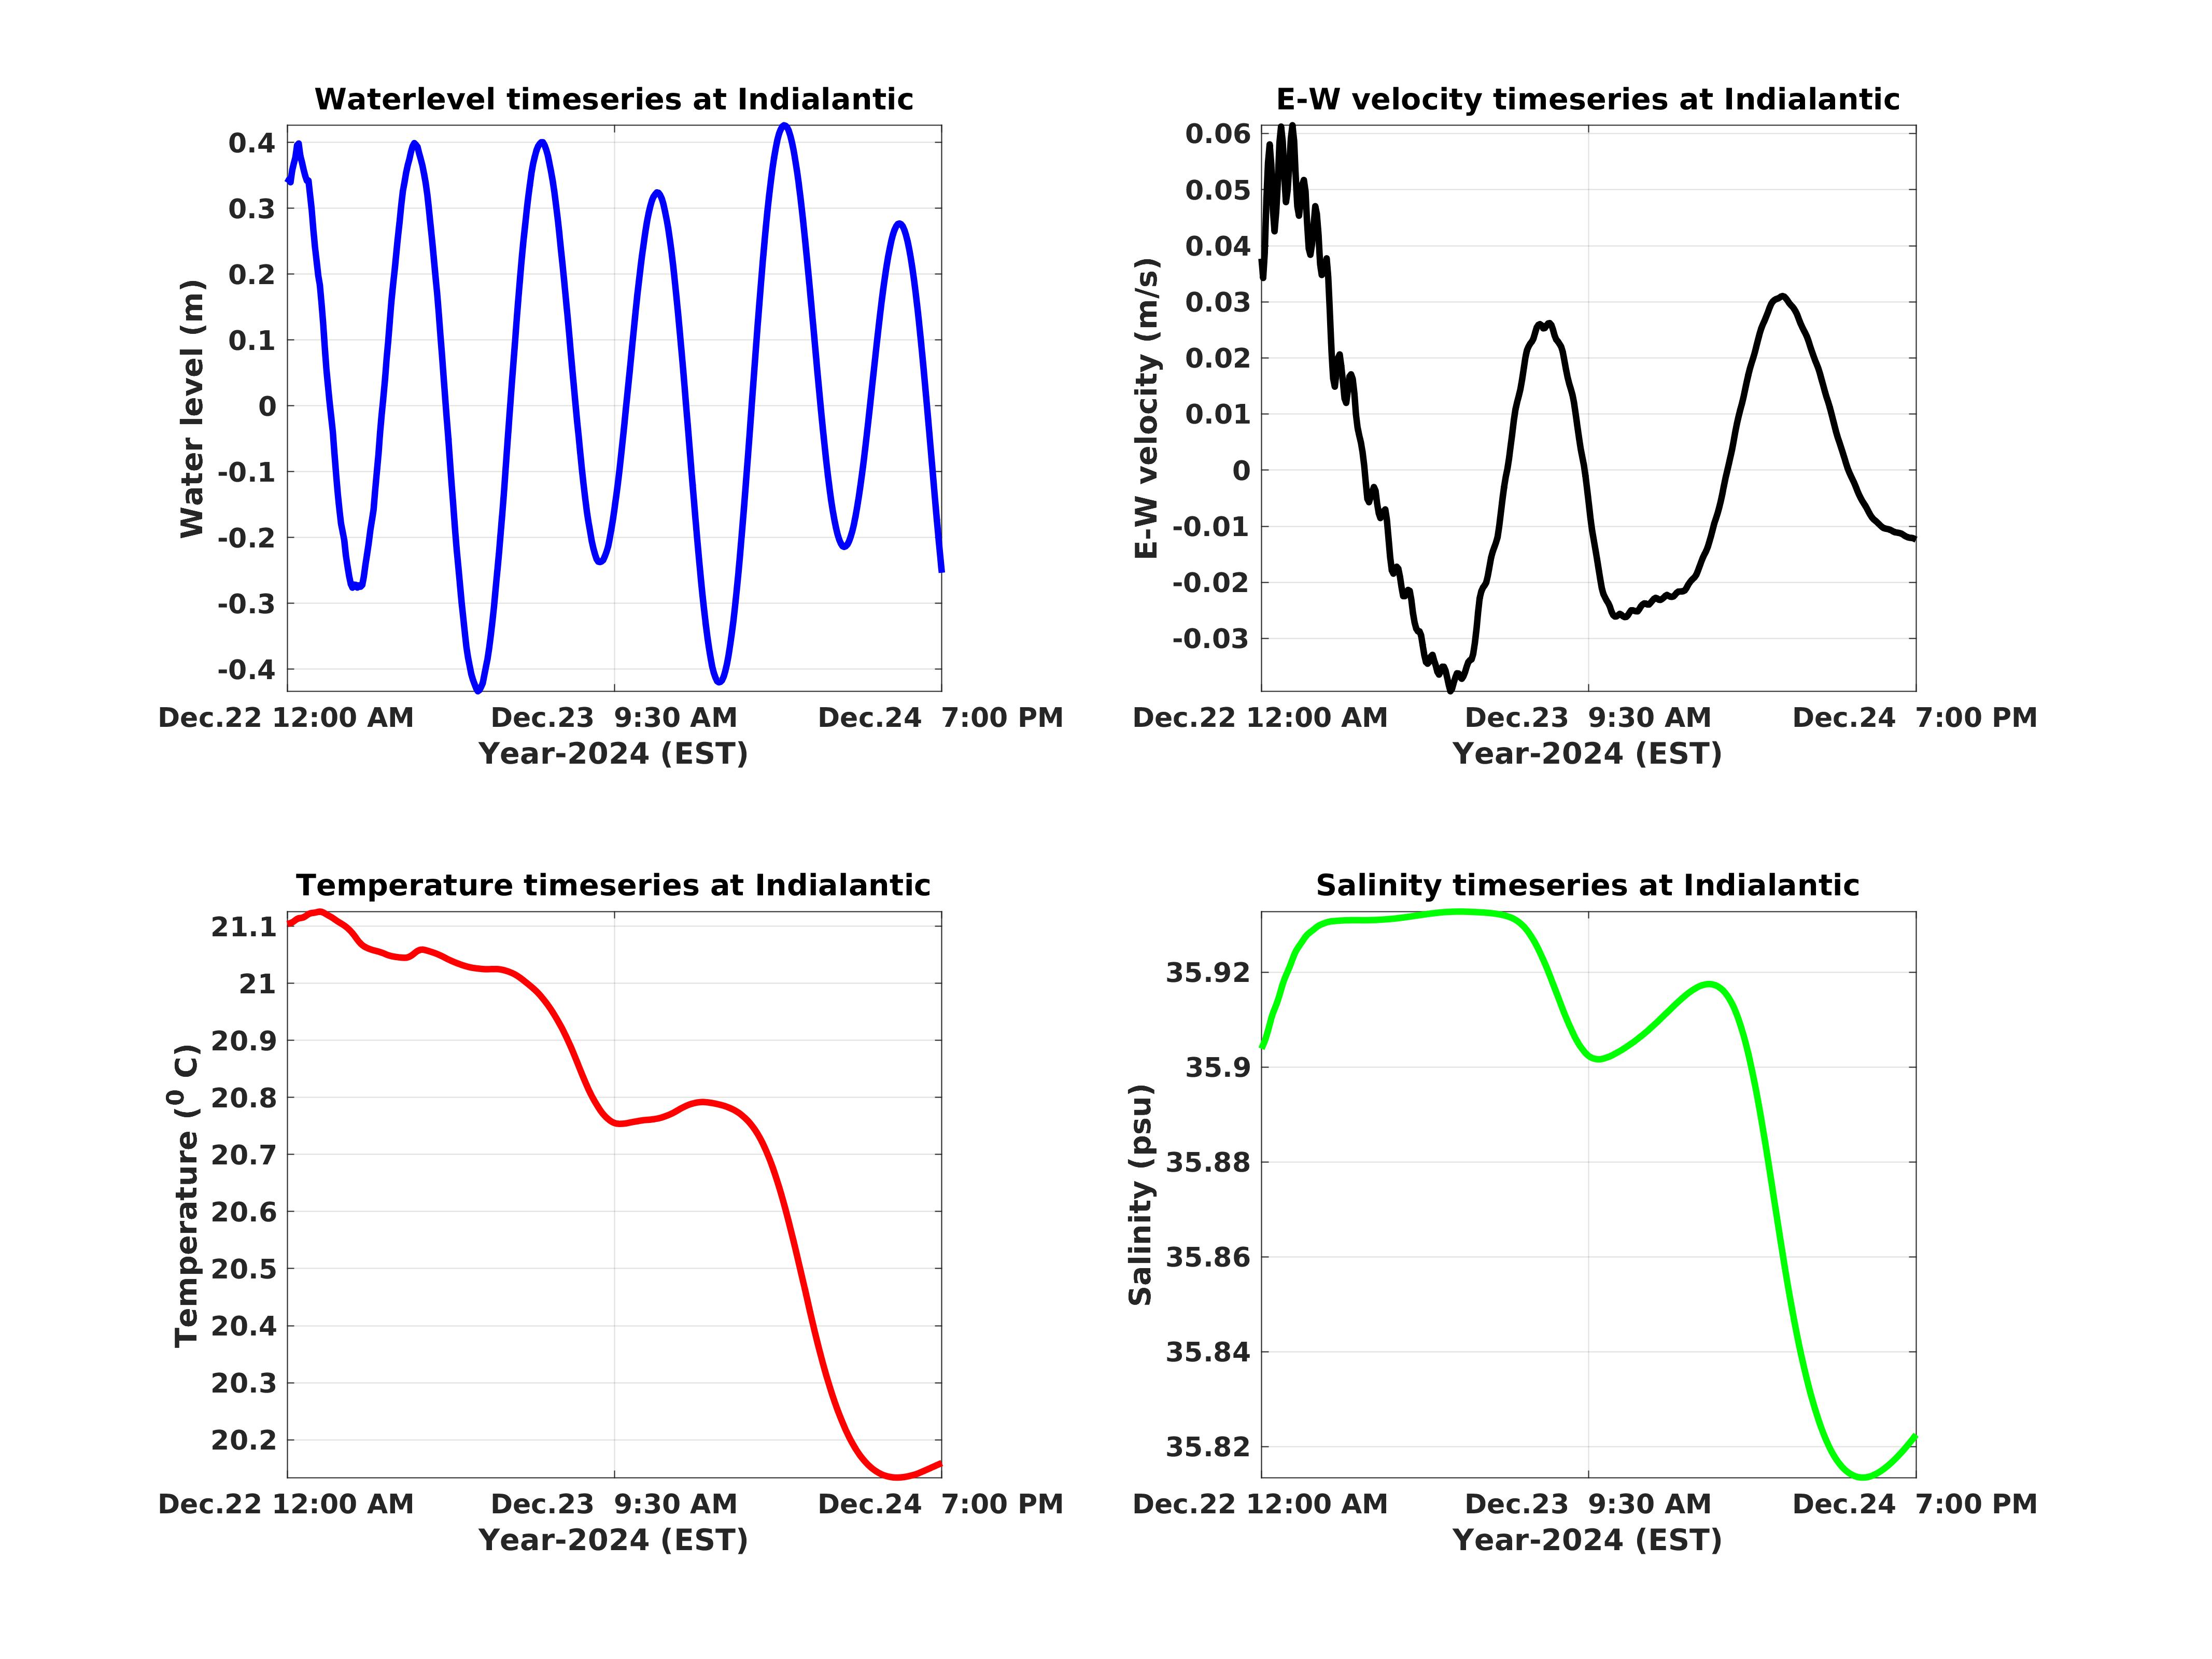 Waterlevel timeseries at Indialantic
0.4
0.3
0.2
0.1
0
-0.1
-0.2
-0.3
-0.4
Water level (m)
Dec.22 12:00 AM Dec.23 9:30 AM Dec.24 7:00 PM
Year-2024 (EST)
E-W velocity timeseries at Indialantic
0.06
0.05
0.04
0.03
0.02
0.01
0
-0.01
-0.02
-0.03
E-W velocity (m/s)
Dec.22 12:00 AM Dec.23 9:30 AM Dec.24 7:00 PM
Year-2024 (EST)
Temperature timeseries at Indialantic
21.1
21
20.9
20.8
20.7
20.6
20.5
20.4
20.3
20.2
Temperature (⁰ C)
Dec.22 12:00 AM Dec.23 9:30 AM Dec.24 7:00 PM
Year-2024 (EST)
Salinity timeseries at Indialantic
35.92
35.9
35.88
35.86
35.84
35.82
Salinity (psu)
Dec.22 12:00 AM Dec.23 9:30 AM Dec.24 7:00 PM
Year-2024 (EST)